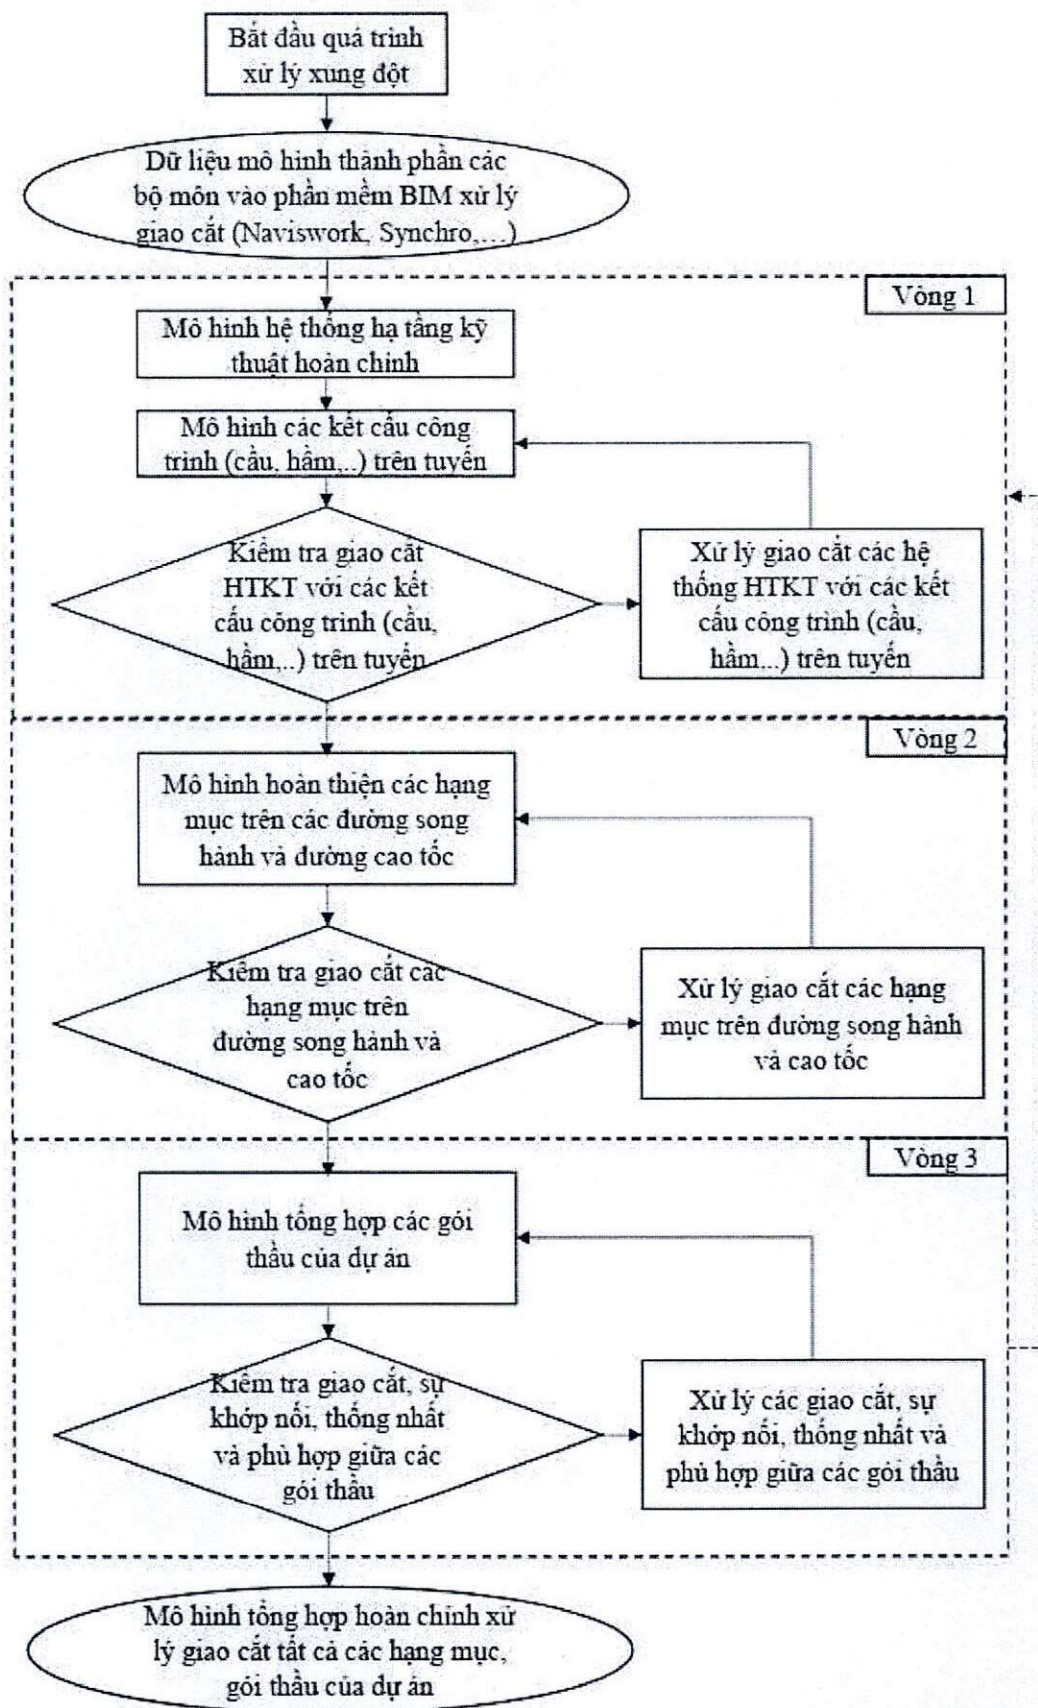 Bắt đầu quá trình
xử lý xung đột
Dữ liệu mô hình thành phần các
bộ môn vào phần mềm BIM xử lý
giao cắt (Naviswork, Synchro,...)
Vòng 1
Mô hình hệ thống hạ tầng kỹ
thuật hoàn chỉnh
Mô hình các kết cấu công
trình (cầu, hầm,..) trên tuyến
Kiểm tra giao cắt
HTKT với các kết
cấu công trình (cầu,
hầm,..) trên tuyến
Xử lý giao cắt các hệ
thống HTKT với các kết
cấu công trình (cầu,
hầm,..) trên tuyến
Vòng 2
Mô hình hoàn thiện các hạng
mục trên các đường song
hành và đường cao tốc
Kiểm tra giao cắt các
hạng mục trên
đường song hành và
cao tốc
Xử lý giao cắt các hạng
mục trên đường song hành
và cao tốc
Vòng 3
Mô hình tổng hợp các gói
thầu của dự án
Kiểm tra giao cắt, sự
khớp nối, thống nhất
và phù hợp giữa các
gói thầu
Xử lý các giao cắt, sự
khớp nối, thống nhất và
phù hợp giữa các gói thầu
Mô hình tổng hợp hoàn chỉnh xử
lý giao cắt tất cả các hạng mục,
gói thầu của dự án